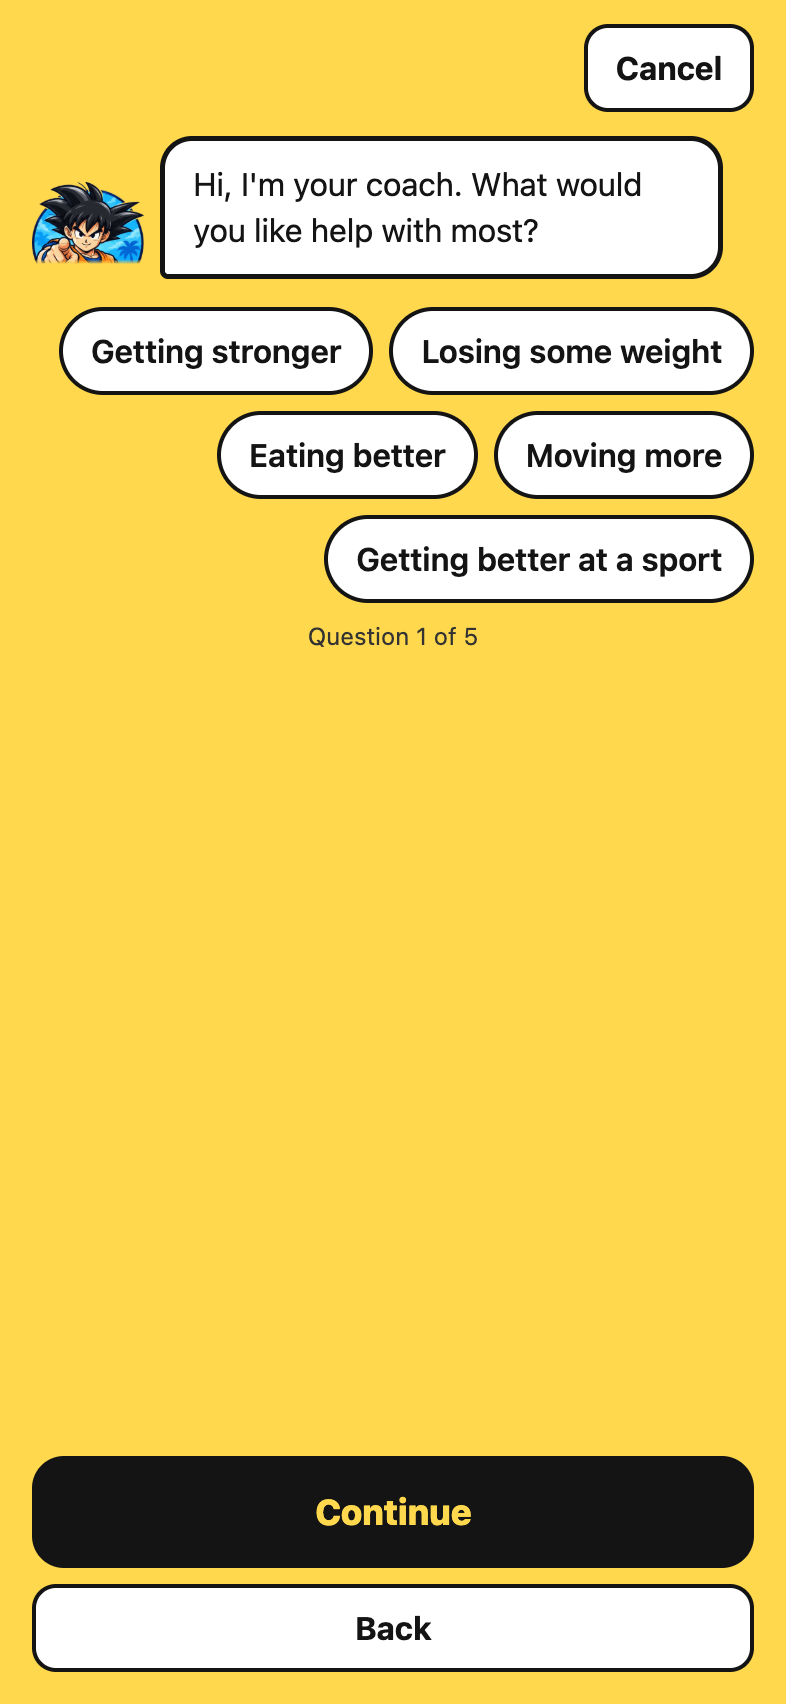 Cancel
Hi, I'm your coach. What would
you like help with most?
Getting stronger
Losing some weight
Eating better
Moving more
Getting better at a sport
Question 1 of 5
Continue
Back